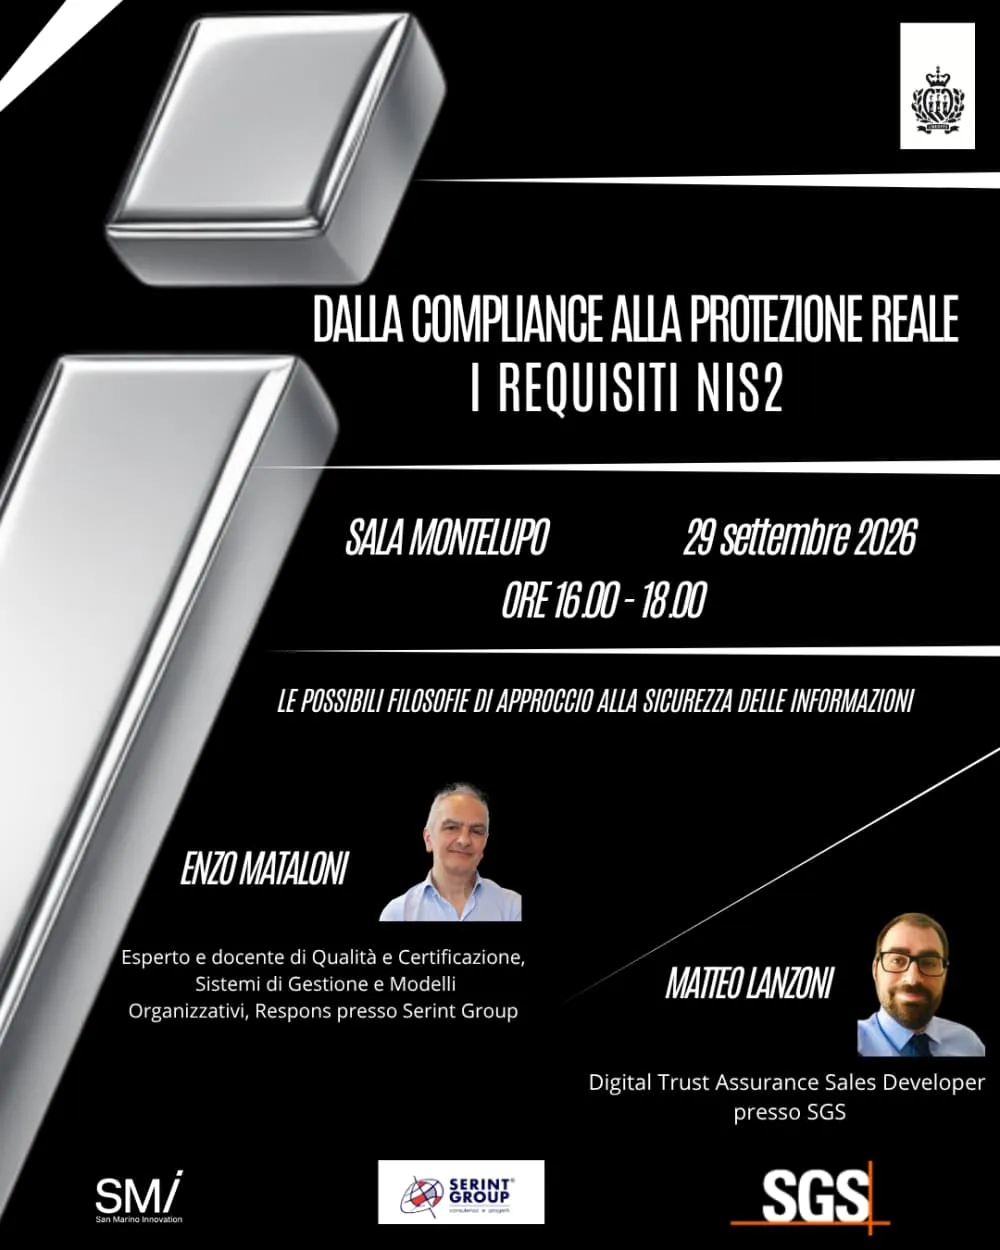 DALLA COMPLIANCE ALLA PROTEZIONE REALE
I REQUISITI NIS2
SALA MONTELUPO
29 settembre 2026
ORE 16.00 - 18.00
LE POSSIBILI FILOSOFIE DI APPROCCIO ALLA SICUREZZA DELLE INFORMAZIONI
ENZO MATALONI
Esperto e docente di Qualità e Certificazione,
Sistemi di Gestione e Modelli
Organizzativi, Respons presso Serint Group
MATTEO LANZONI
Digital Trust Assurance Sales Developer
presso SGS
SMi
San Marino Innovation
SERINT®
GROUP
consulenza e progetti
SGS